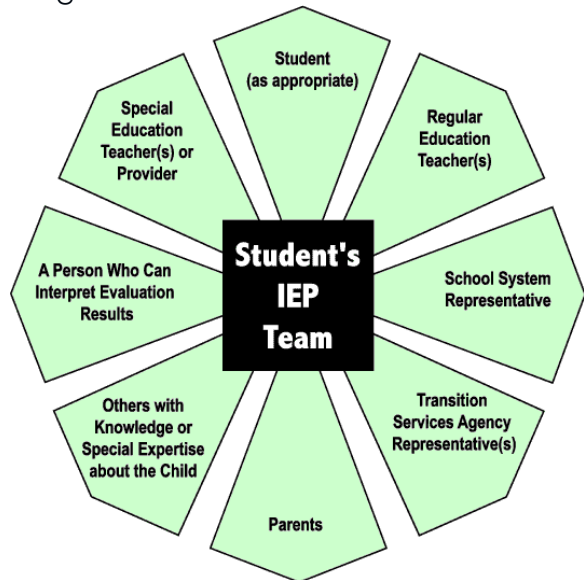 Student
(as appropriate)
Regular
Education
Teacher(s)
School System
Representative
Transition
Services Agency
Representative(s)
Parents
Others with
Knowledge or
Special Expertise
about the Child
A Person Who Can
Interpret Evaluation
Results
Special
Education
Teacher(s) or
Provider
Student's
IEP
Team